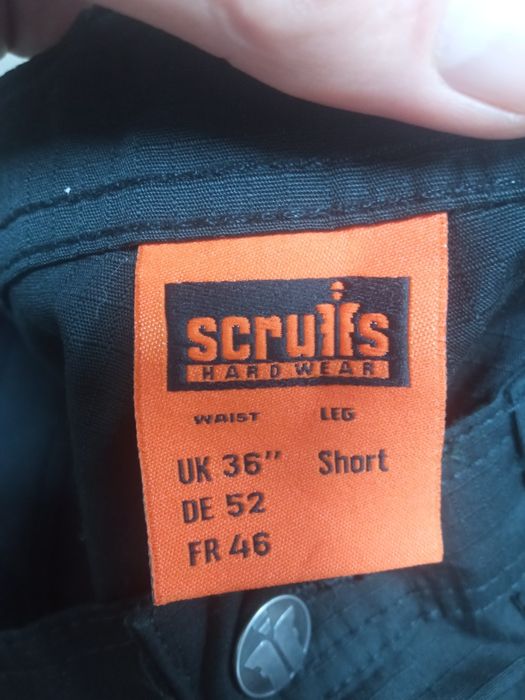 scruffs
HARDWEAR
WAIST LEG
UK 36" Short
DE 52
FR 46